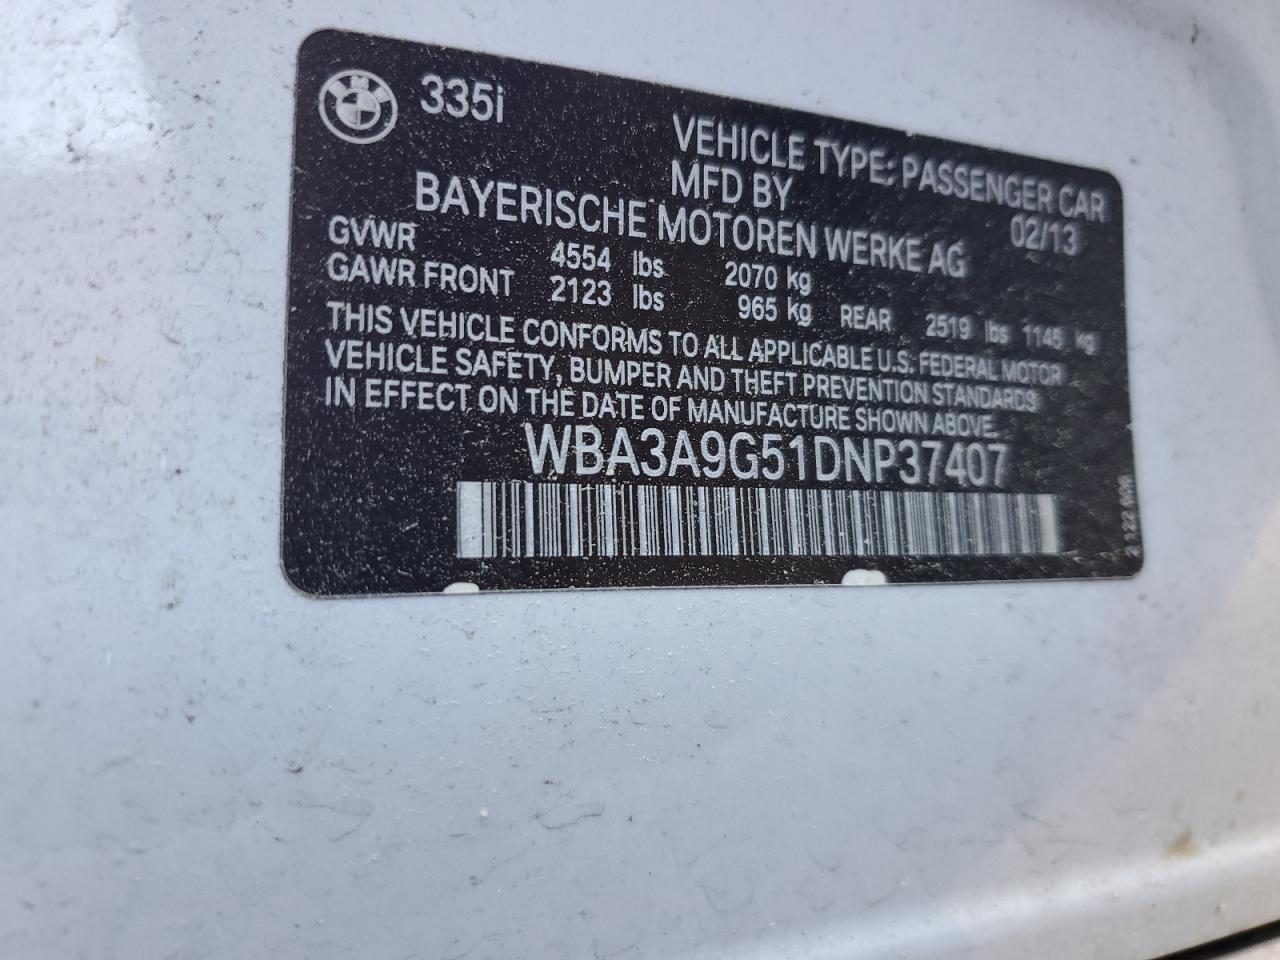 BMW 335i
VEHICLE TYPE: PASSENGER CAR
MFD BY 02/13
BAYERISCHE MOTOREN WERKE AG
GVWR 4554 lbs 2070 kg
GAWR FRONT 2123 lbs 965 kg REAR 2519 lbs 1145 kg
THIS VEHICLE CONFORMS TO ALL APPLICABLE U.S. FEDERAL MOTOR
VEHICLE SAFETY, BUMPER AND THEFT PREVENTION STANDARDS
IN EFFECT ON THE DATE OF MANUFACTURE SHOWN ABOVE.
WBA3A9G51DNP37407